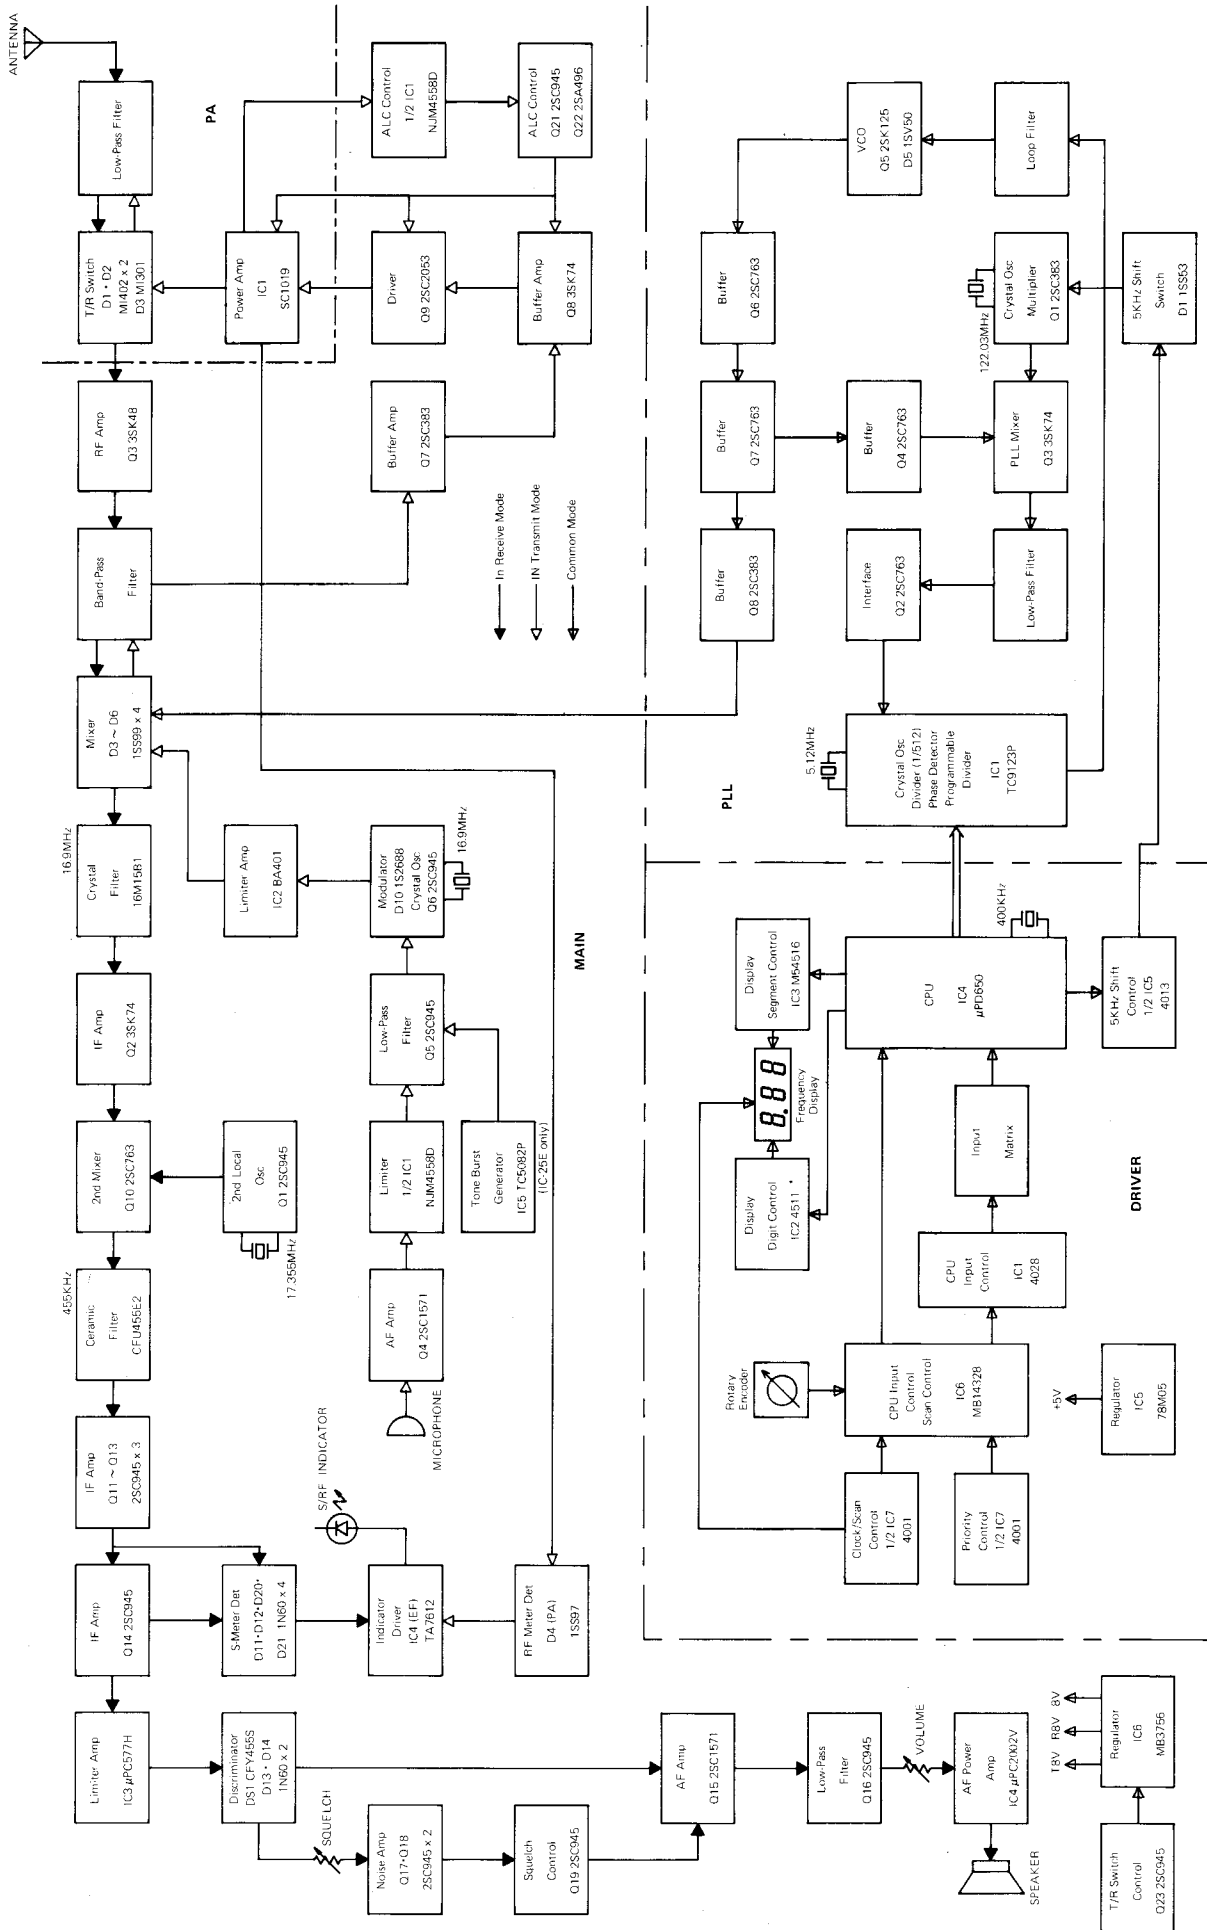 ANTENNA
Low-Pass Filter
T/R Switch
D1・D2
MI402 x 2
D3 MI301
RF Amp
Q3 3SK48
Band-Pass
Filter
Mixer
D3 ~ D6
1SS99 x 4
16.9MHz
Crystal
Filter
16M15B1
IF Amp
Q2 3SK74
2nd Mixer
Q10 2SC763
455KHz
Ceramic
Filter
CFU455E2
IF Amp
Q11 ~ Q13
2SC945 x 3
IF Amp
Q14 2SC945
Limiter Amp
IC3 μPC577H
PA
Power Amp
IC1
SC1019
Limiter Amp
IC2 BA401
2nd Local
Osc
Q1 2SC945
17.355MHz
S-Meter Det
D11・D12・D20・
D21 1N60 x 4
Discriminator
DS1 CFY455S
D13・D14
1N60 x 2
SQUELCH
ALC Control
1/2 IC1
NJM4558D
Driver
Q9 2SC2053
Buffer Amp
Q7 2SC383
Modulator
D10 1S2688
Crystal Osc
Q6 2SC945
16.9MHz
Low-Pass
Filter
Q5 2SC945
Limiter
1/2 IC1
NJM4558D
AF Amp
Q4 2SC1571
MICROPHONE
S/RF INDICATOR
Indicator
Driver
IC4 (EF)
TA7612
Noise Amp
Q17・Q18
2SC945 x 2
ALC Control
Q21 2SC945
Q22 2SA496
Buffer Amp
Q8 3SK74
In Receive Mode
IN Transmit Mode
Common Mode
Tone Burst
Generator
IC5 TC5082P
(IC-25E only)
RF Meter Det
D4 (PA)
1SS97
Squelch
Control
Q19 2SC945
MAIN
AF Amp
Q15 2SC1571
Low-Pass
Filter
Q16 2SC945
VOLUME
AF Power
Amp
IC4 μPC2002V
SPEAKER
T8V
R8V
8V
Regulator
IC6
MB3756
T/R Switch
Control
Q23 2SC945
PLL
VCO
Q5 2SK125
D5 1SV50
Loop Filter
Buffer
Q6 2SC763
122.03MHz
Crystal Osc
Multiplier
Q1 2SC383
5KHz Shift
Switch
D1 1SS53
Buffer
Q7 2SC763
Buffer
Q4 2SC763
PLL Mixer
Q3 3SK74
Buffer
Q8 2SC383
Interface
Q2 2SC763
Low-Pass Filter
5.12MHz
Crystal Osc
Divider (1/512)
Phase Detector
Programmable
Divider
IC1
TC9123P
Display
Segment Control
IC3 M54516
400KHz
CPU
IC4
μPD650
5KHz Shift
Control
1/2 IC5
4013
8.88
Frequency
Display
Display
Digit Control
IC2 4511 *
Input
Matrix
DRIVER
CPU
Input
Control
IC1
4028
Rotary
Encoder
CPU Input
Control
Scan Control
IC6
MB14328
+5V
Regulator
IC5
78M05
Clock/Scan
Control
1/2 IC7
4001
Priority
Control
1/2 IC7
4001